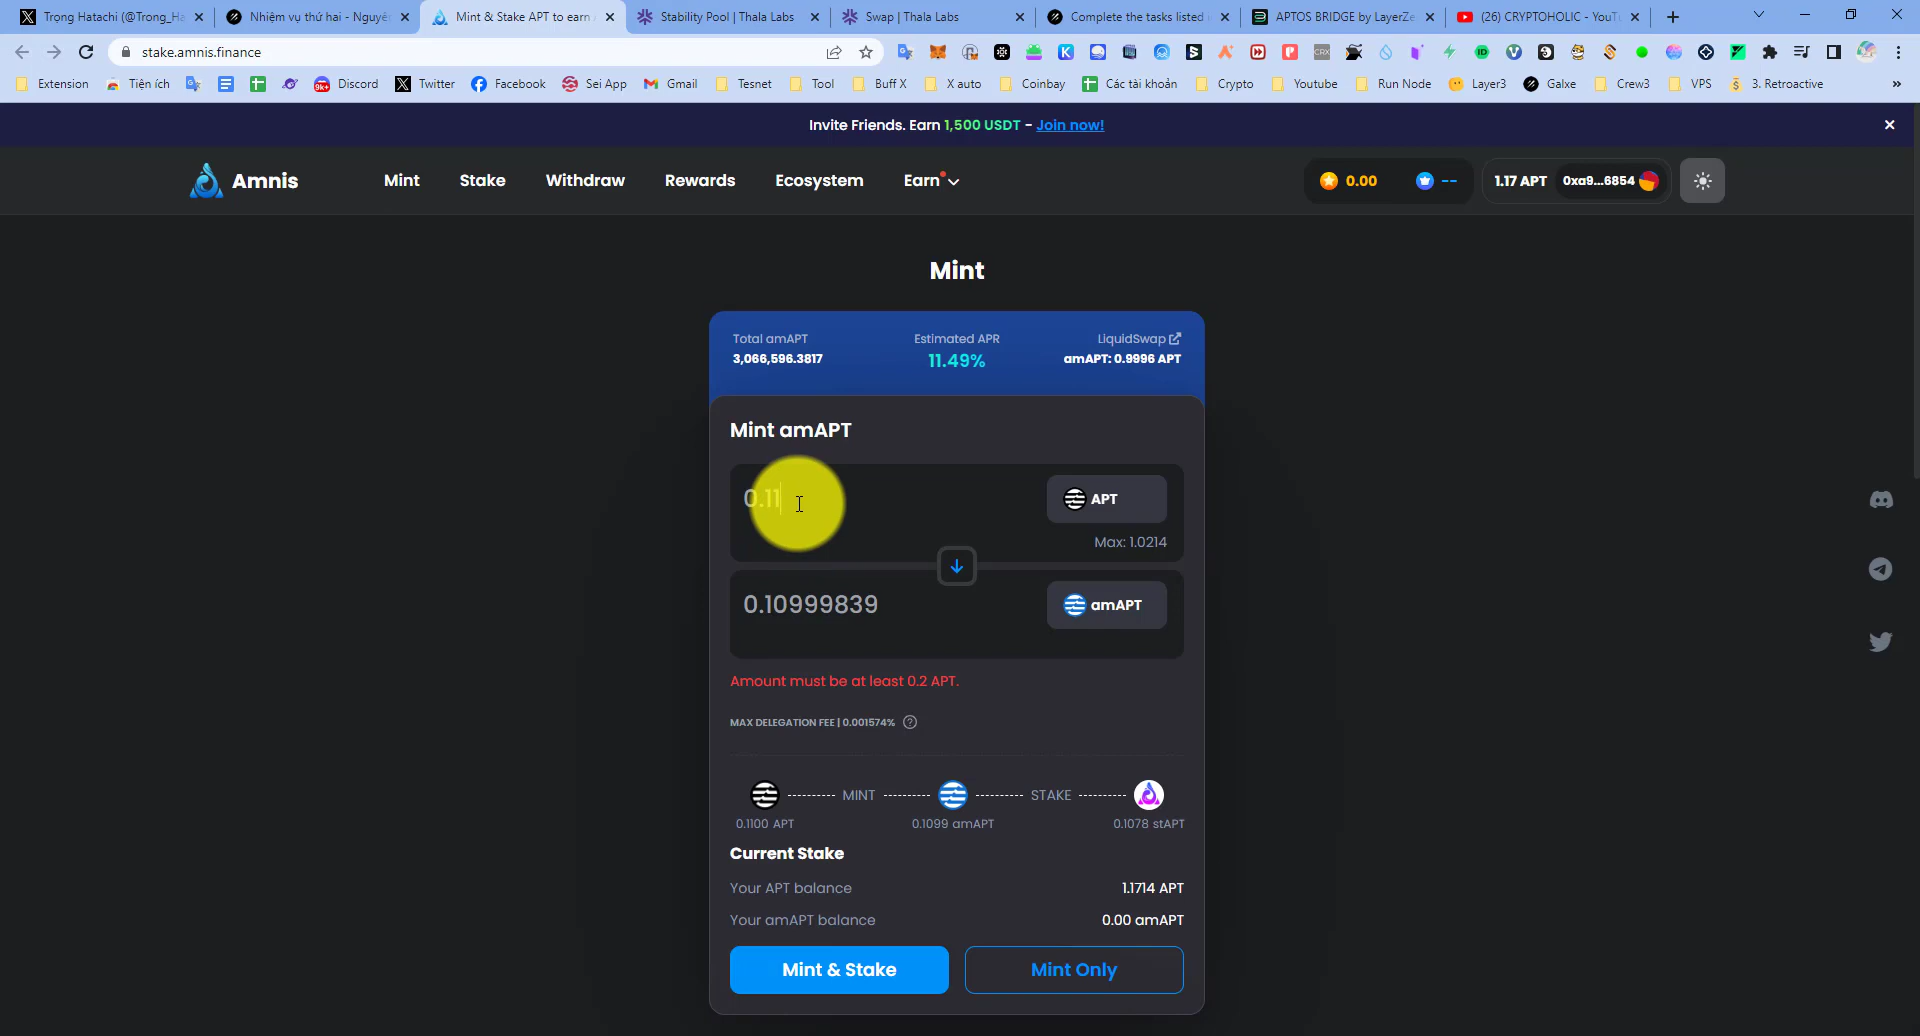 Trọng Hatachi (@Trong_Ha
Nhiệm vụ thứ hai - Nguyễ
Mint & Stake APT to earn
Stability Pool | Thala Labs
Swap | Thala Labs
Complete the tasks listed
APTOS BRIDGE by LayerZe
(26) CRYPTOHOLIC - YouTu
stake.amnis.finance
Extension
Tiện ích
9k+
Discord
Twitter
Facebook
Sei App
Gmail
Tesnet
Tool
Buff X
X auto
Coinbay
Các tài khoản
Crypto
Youtube
Run Node
Layer3
Galxe
Crew3
VPS
3. Retroactive
»
Invite Friends. Earn 1,500 USDT - Join now!
Amnis
Mint
Stake
Withdraw
Rewards
Ecosystem
Earn
0.00
--
1.17 APT
0xa9...6854
Mint
Total amAPT
Estimated APR
LiquidSwap
3,066,596.3817
11.49%
amAPT: 0.9996 APT
Mint amAPT
0.11
APT
Max: 1.0214
0.10999839
amAPT
Amount must be at least 0.2 APT.
MAX DELEGATION FEE | 0.001574%
MINT
STAKE
0.1100 APT
0.1099 amAPT
0.1078 stAPT
Current Stake
Your APT balance
1.1714 APT
Your amAPT balance
0.00 amAPT
Mint & Stake
Mint Only